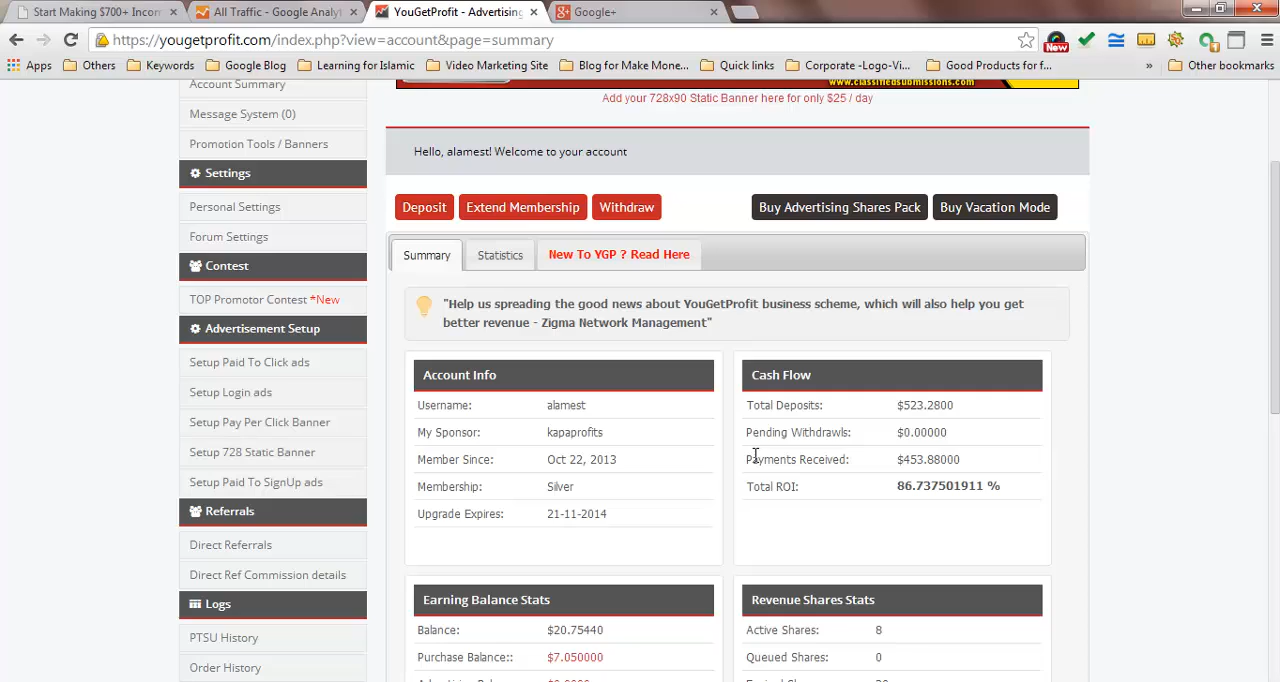 Start Making $700+ Incom
All Traffic - Google Analyt
YouGetProfit - Advertising
Google+
https://yougetprofit.com/index.php?view=account&page=summary
New
Apps
Others
Keywords
Google Blog
Learning for Islamic
Video Marketing Site
Blog for Make Mone...
Quick links
Corporate -Logo-Vi...
Good Products for f...
»
Other bookmarks
www.classifiedsubmissions.com
Add your 728x90 Static Banner here for only $25 / day
Account Summary
Message System (0)
Promotion Tools / Banners
Settings
Personal Settings
Forum Settings
Contest
TOP Promotor Contest *New
Advertisement Setup
Setup Paid To Click ads
Setup Login ads
Setup Pay Per Click Banner
Setup 728 Static Banner
Setup Paid To SignUp ads
Referrals
Direct Referrals
Direct Ref Commission details
Logs
PTSU History
Order History
Hello, alamest! Welcome to your account
Deposit
Extend Membership
Withdraw
Buy Advertising Shares Pack
Buy Vacation Mode
Summary
Statistics
New To YGP ? Read Here
"Help us spreading the good news about YouGetProfit business scheme, which will also help you get
better revenue - Zigma Network Management"
Account Info
Username: alamest
My Sponsor: kapaprofits
Member Since: Oct 22, 2013
Membership: Silver
Upgrade Expires: 21-11-2014
Cash Flow
Total Deposits: $523.2800
Pending Withdrawls: $0.00000
Payments Received: $453.88000
Total ROI: 86.737501911 %
Earning Balance Stats
Balance: $20.75440
Purchase Balance:: $7.050000
Revenue Shares Stats
Active Shares: 8
Queued Shares: 0